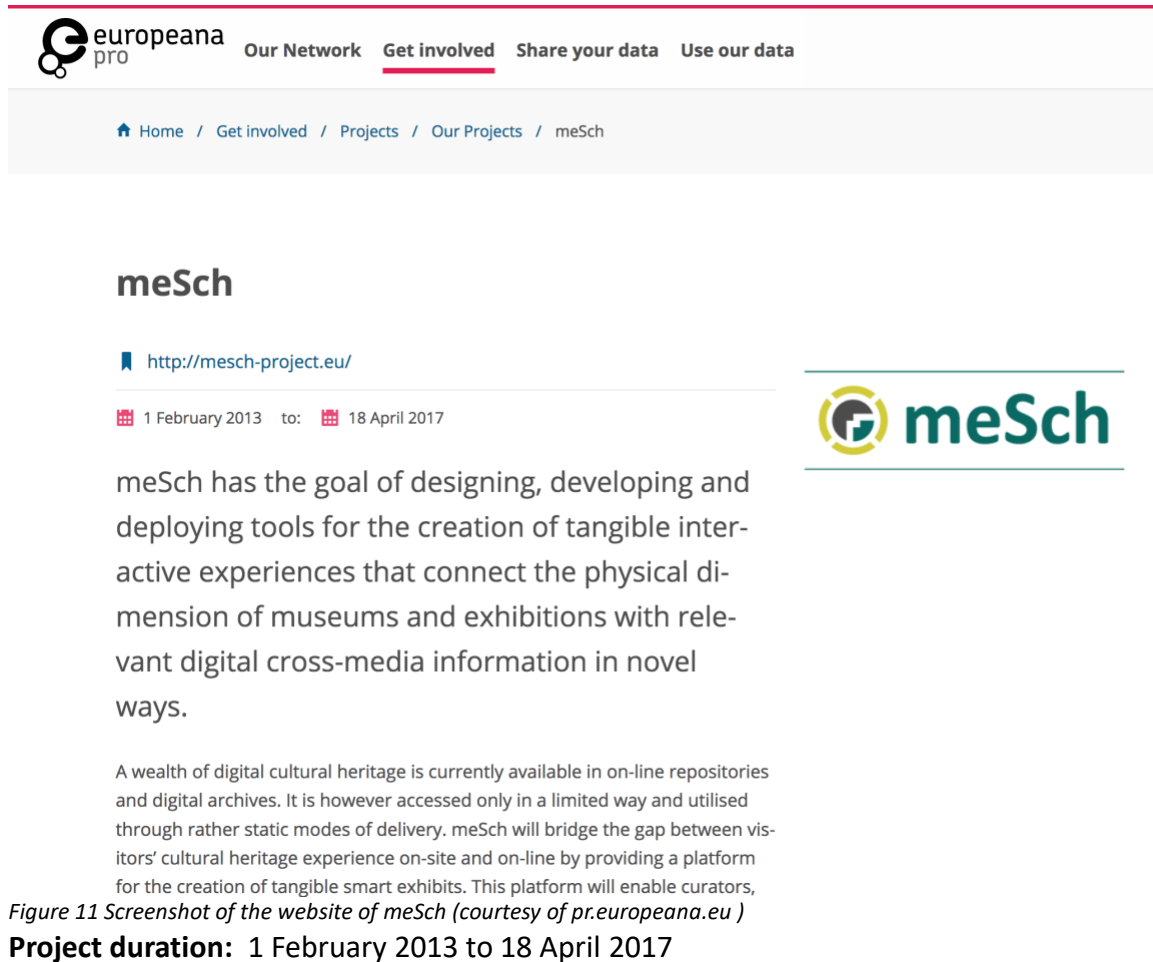 europeana
pro
Our Network Get involved Share your data Use our data
Home / Get involved / Projects / Our Projects / meSch
meSch
http://mesch-project.eu/
1 February 2013 to: 18 April 2017
meSch
meSch has the goal of designing, developing and
deploying tools for the creation of tangible inter-
active experiences that connect the physical di-
mension of museums and exhibitions with rele-
vant digital cross-media information in novel
ways.
A wealth of digital cultural heritage is currently available in on-line repositories
and digital archives. It is however accessed only in a limited way and utilised
through rather static modes of delivery. meSch will bridge the gap between vis-
itors’ cultural heritage experience on-site and on-line by providing a platform
for the creation of tangible smart exhibits. This platform will enable curators,
Figure 11 Screenshot of the website of meSch (courtesy of pr.europeana.eu )
Project duration: 1 February 2013 to 18 April 2017